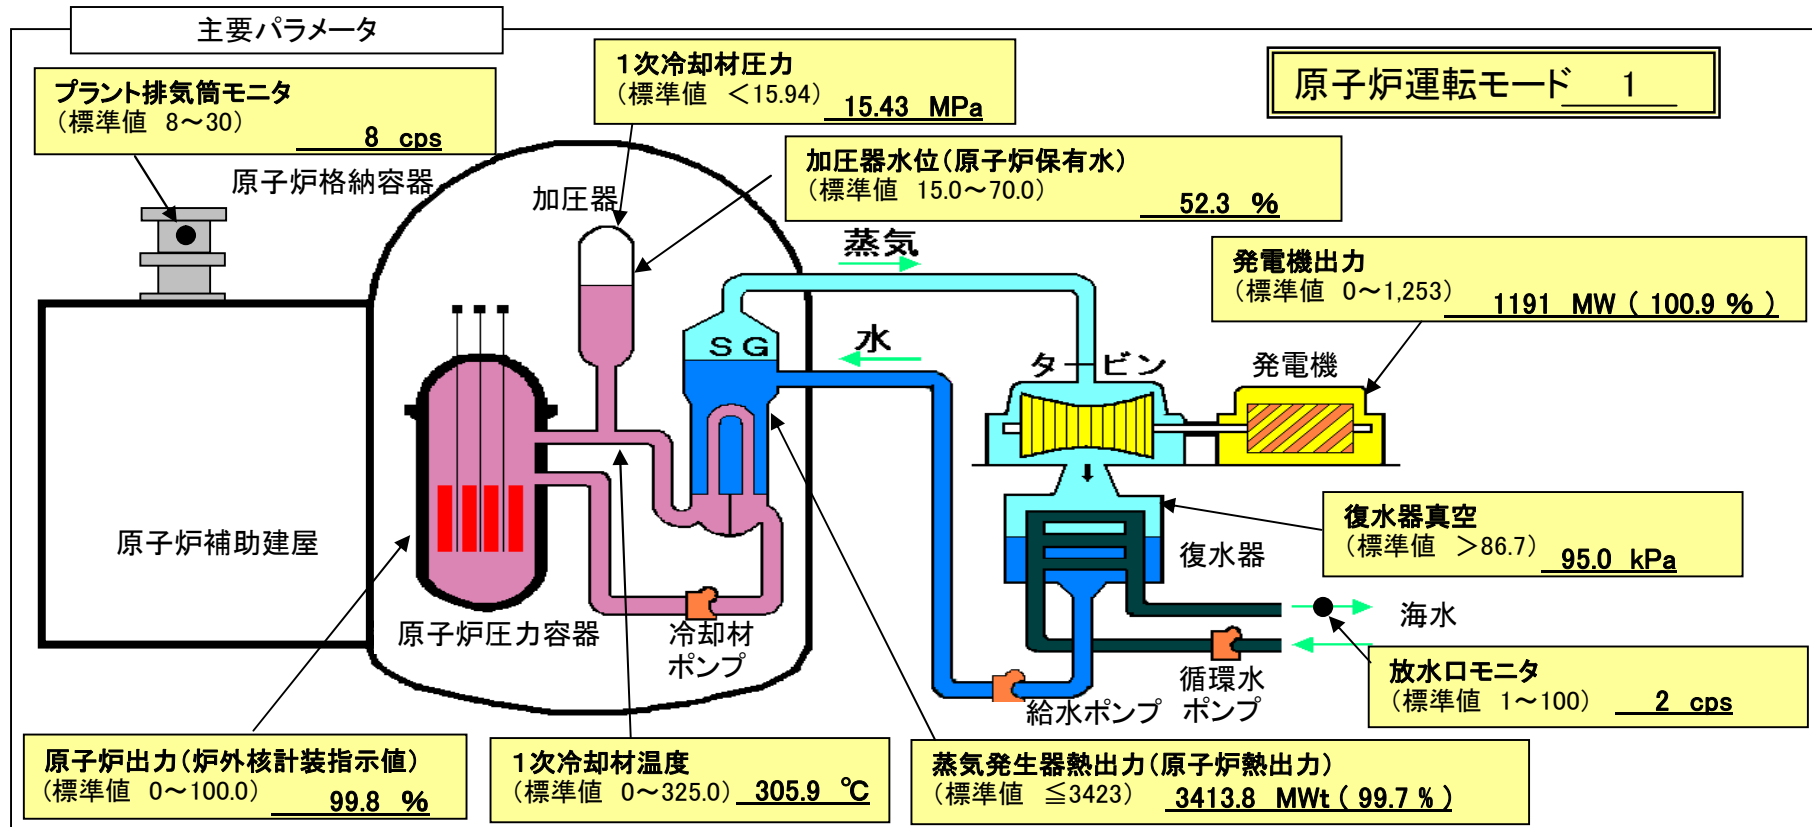 主要パラメータ
プラント排気筒モニタ
(標準値 8～30)
8 cps
1次冷却材圧力
(標準値 ＜15.94)
15.43 MPa
原子炉運転モード 1
加圧器水位(原子炉保有水)
(標準値 15.0～70.0)
52.3 %
原子炉格納容器
加圧器
蒸気
発電機出力
(標準値 0～1,253)
1191 MW ( 100.9 % )
SG
水
タービン
発電機
復水器真空
(標準値 ＞86.7)
95.0 kPa
原子炉補助建屋
復水器
海水
原子炉圧力容器
冷却材
ポンプ
循環水
ポンプ
給水ポンプ
放水口モニタ
(標準値 1～100)
2 cps
原子炉出力(炉外核計装指示値)
(標準値 0～100.0)
99.8 %
1次冷却材温度
(標準値 0～325.0)
305.9 ℃
蒸気発生器熱出力(原子炉熱出力)
(標準値 ≦3423)
3413.8 MWt ( 99.7 % )